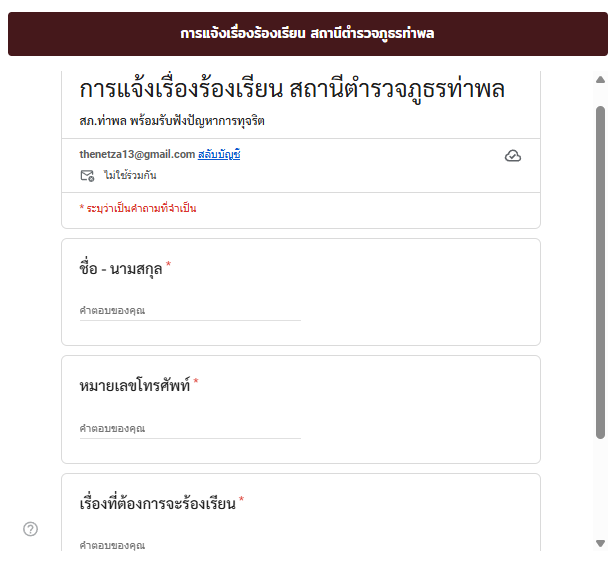 การแจ้งเรื่องร้องเรียน สถานีตำรวจภูธรท่าพล
การแจ้งเรื่องร้องเรียน สถานีตำรวจภูธรท่าพล
สภ.ท่าพล พร้อมรับฟังปัญหาการทุจริต
thenetza13@gmail.com สลับบัญชี
ไม่ใช้ร่วมกัน
* ระบุว่าเป็นคำถามที่จำเป็น
ชื่อ - นามสกุล *
คำตอบของคุณ
หมายเลขโทรศัพท์ *
คำตอบของคุณ
เรื่องที่ต้องการจะร้องเรียน *
คำตอบของคุณ